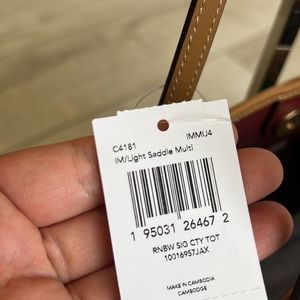 C4181 IMMU4
IM/Light Saddle Multi
1 95031 26467 2
RNBW SIG CTY TOT
10016957JAX
MADE IN CAMBODIA
CAMBODGE